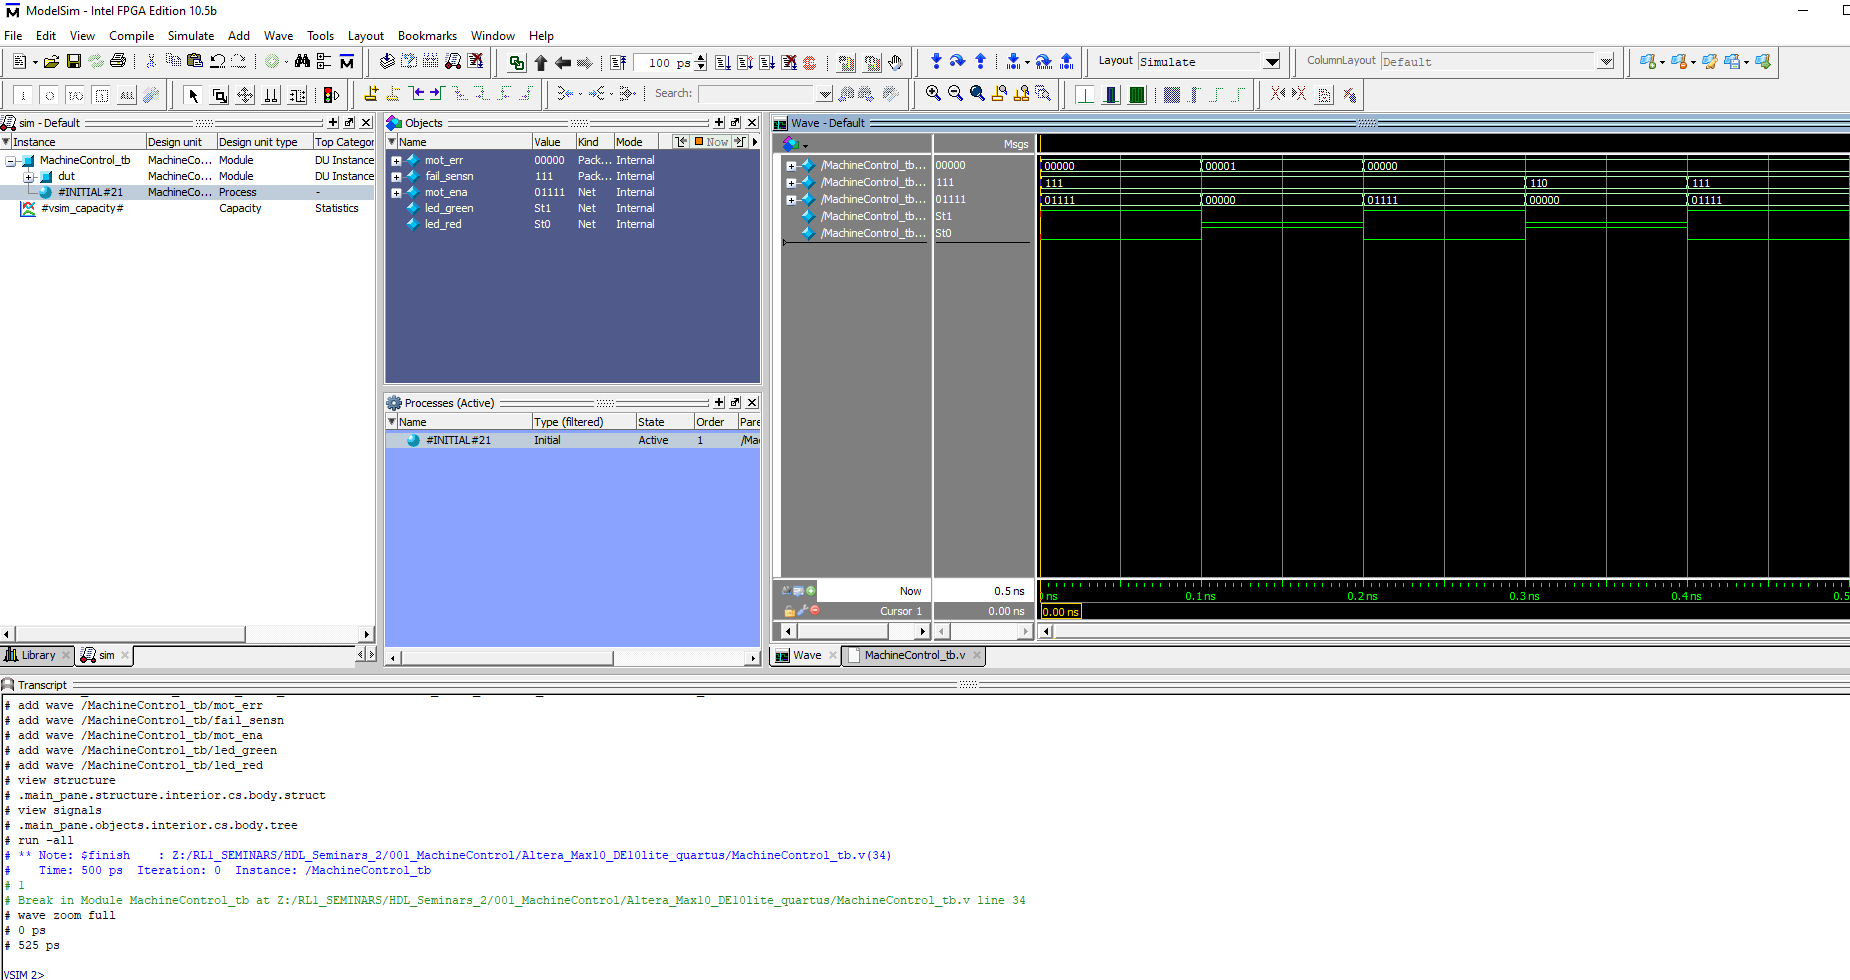 ModelSim - Intel FPGA Edition 10.5b
File Edit View Compile Simulate Add Wave Tools Layout Bookmarks Window Help
100 ps
Layout Simulate
ColumnLayout Default
Search:
sim - Default
Instance Design unit Design unit type Top Categor
MachineControl_tb MachineCo... Module DU Instance
dut MachineCo... Module DU Instance
#INITIAL#21 MachineCo... Process -
#vsim_capacity# Capacity Statistics
Library sim
Objects
Name Value Kind Mode Now
mot_err 00000 Pack... Internal
fail_sensn 111 Pack... Internal
mot_ena 01111 Net Internal
led_green St1 Net Internal
led_red St0 Net Internal
Processes (Active)
Name Type (filtered) State Order Pare
#INITIAL#21 Initial Active 1 /Ma
Wave - Default
Msgs
/MachineControl_tb... 00000 00000 00001 00000
/MachineControl_tb... 111 111 110 111
/MachineControl_tb... 01111 01111 00000 01111 00000 01111
/MachineControl_tb... St1
/MachineControl_tb... St0
Now 0.5 ns ns 0.1 ns 0.2 ns 0.3 ns 0.4 ns 0.5
Cursor 1 0.00 ns 0.00 ns
Wave MachineControl_tb.v
Transcript
# add wave /MachineControl_tb/mot_err
# add wave /MachineControl_tb/fail_sensn
# add wave /MachineControl_tb/mot_ena
# add wave /MachineControl_tb/led_green
# add wave /MachineControl_tb/led_red
# view structure
# .main_pane.structure.interior.cs.body.struct
# view signals
# .main_pane.objects.interior.cs.body.tree
# run -all
# ** Note: $finish : Z:/RL1_SEMINARS/HDL_Seminars_2/001_MachineControl/Altera_Max10_DE10lite_quartus/MachineControl_tb.v(34)
# Time: 500 ps Iteration: 0 Instance: /MachineControl_tb
# 1
# Break in Module MachineControl_tb at Z:/RL1_SEMINARS/HDL_Seminars_2/001_MachineControl/Altera_Max10_DE10lite_quartus/MachineControl_tb.v line 34
# wave zoom full
# 0 ps
# 525 ps
VSIM 2>